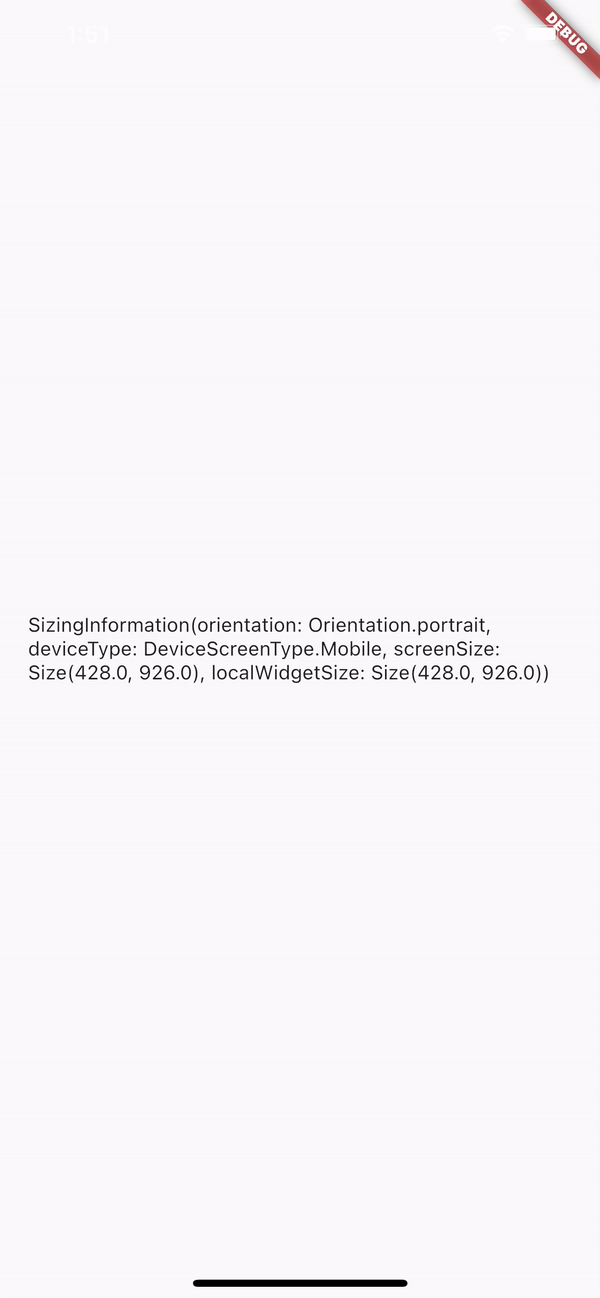 1:51
DEBUG
SizingInformation(orientation: Orientation.portrait,
deviceType: DeviceScreenType.Mobile, screenSize:
Size(428.0, 926.0), localWidgetSize: Size(428.0, 926.0))